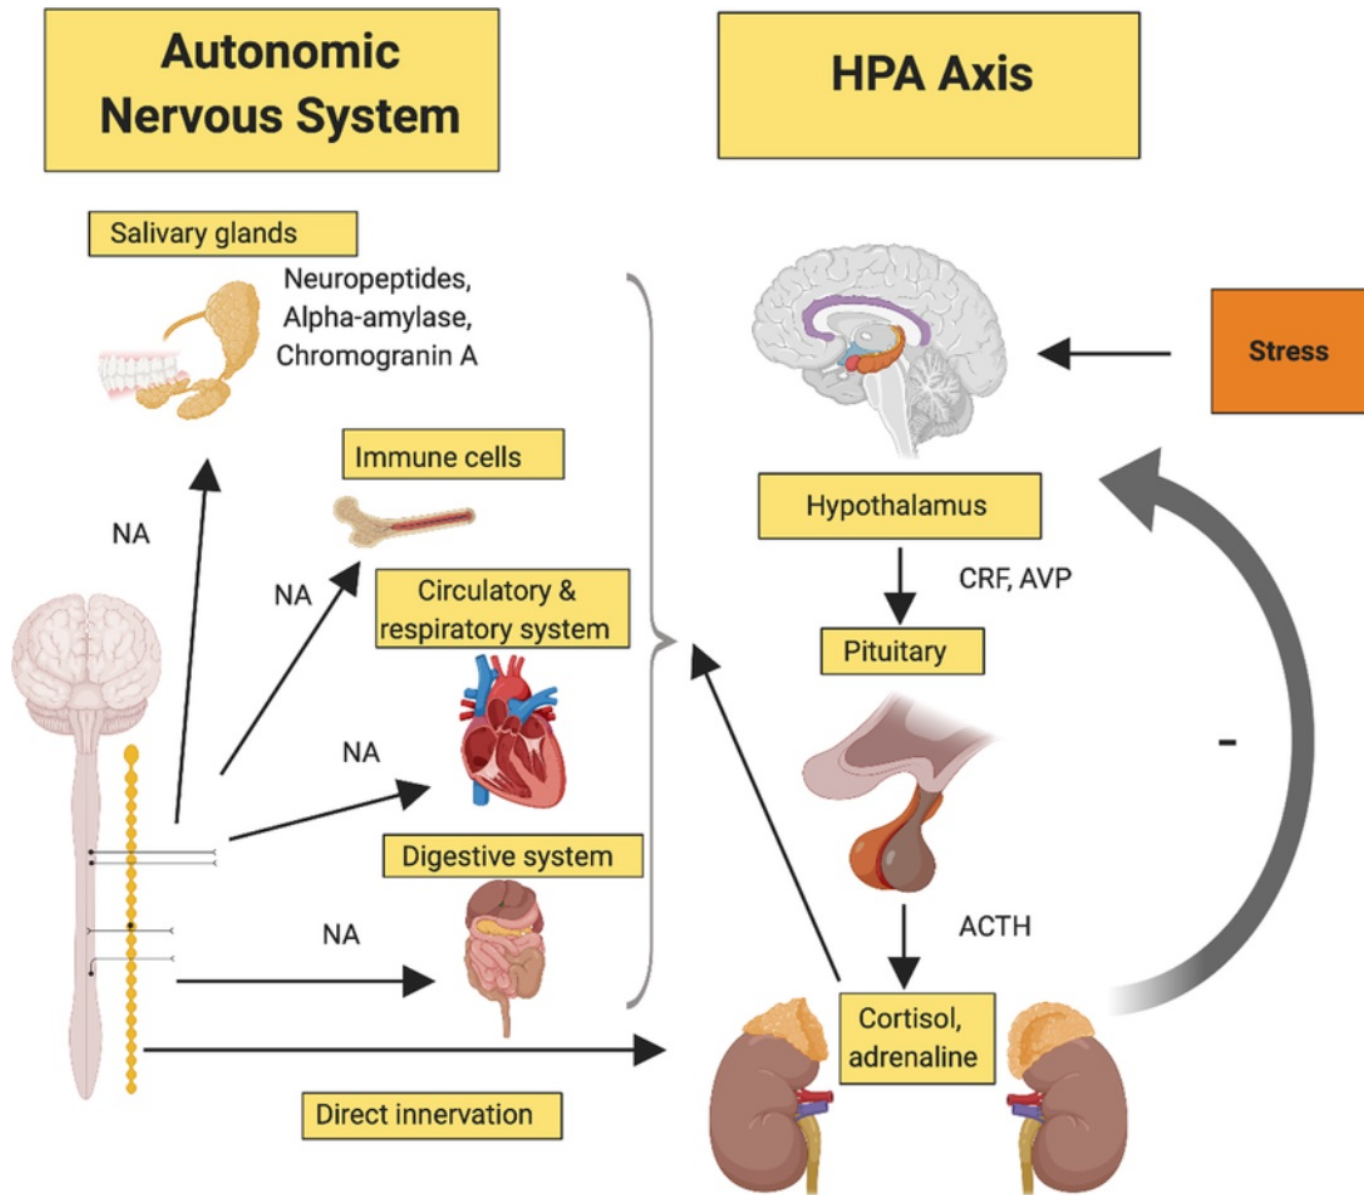 Autonomic
Nervous System
HPA Axis
Salivary glands
Neuropeptides,
Alpha-amylase,
Chromogranin A
Stress
Immune cells
Hypothalamus
NA
NA
CRF, AVP
Circulatory &
respiratory system
Pituitary
NA
-
Digestive system
NA
ACTH
Cortisol,
adrenaline
Direct innervation